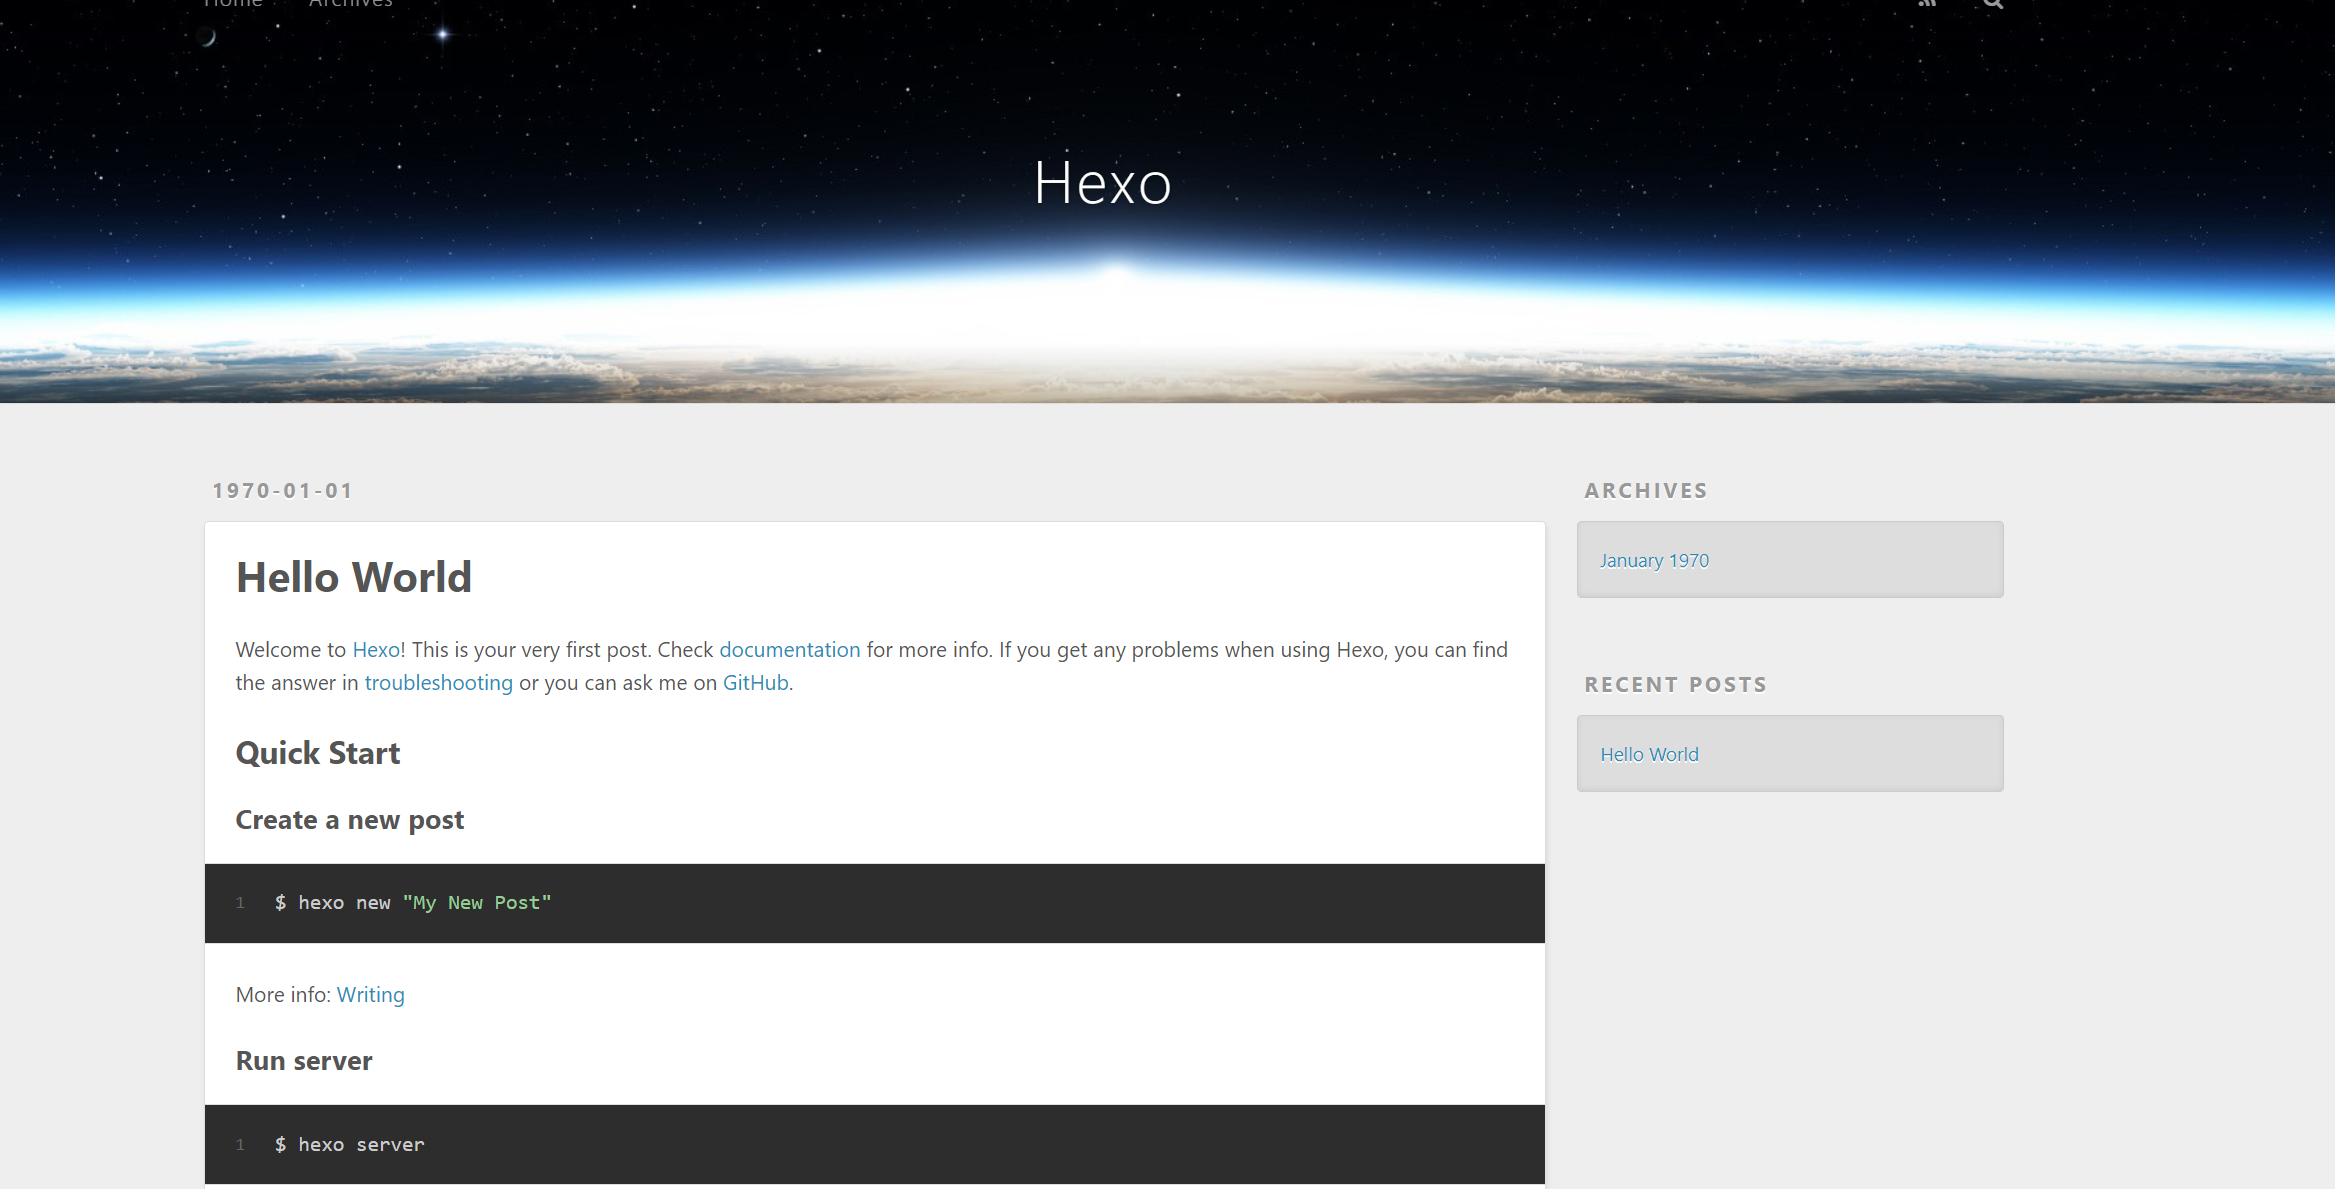 Home Archives
Hexo
1970-01-01
Hello World
Welcome to Hexo! This is your very first post. Check documentation for more info. If you get any problems when using Hexo, you can find
the answer in troubleshooting or you can ask me on GitHub.
Quick Start
Create a new post
1 $ hexo new "My New Post"
More info: Writing
Run server
1 $ hexo server
ARCHIVES
January 1970
RECENT POSTS
Hello World